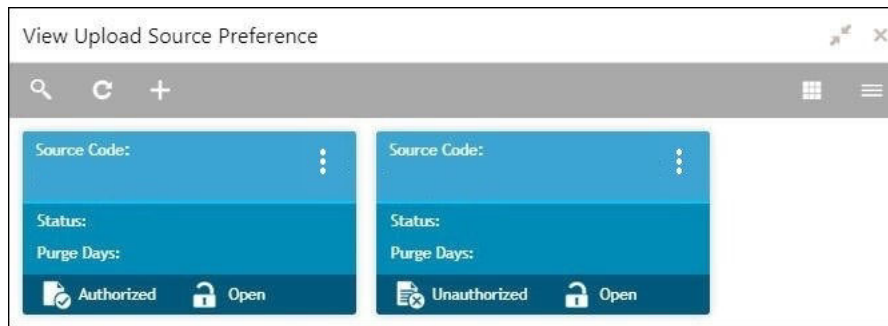 View Upload Source Preference
Source Code:
Status:
Purge Days:
Authorized Open
Source Code:
Status:
Purge Days:
Unauthorized Open